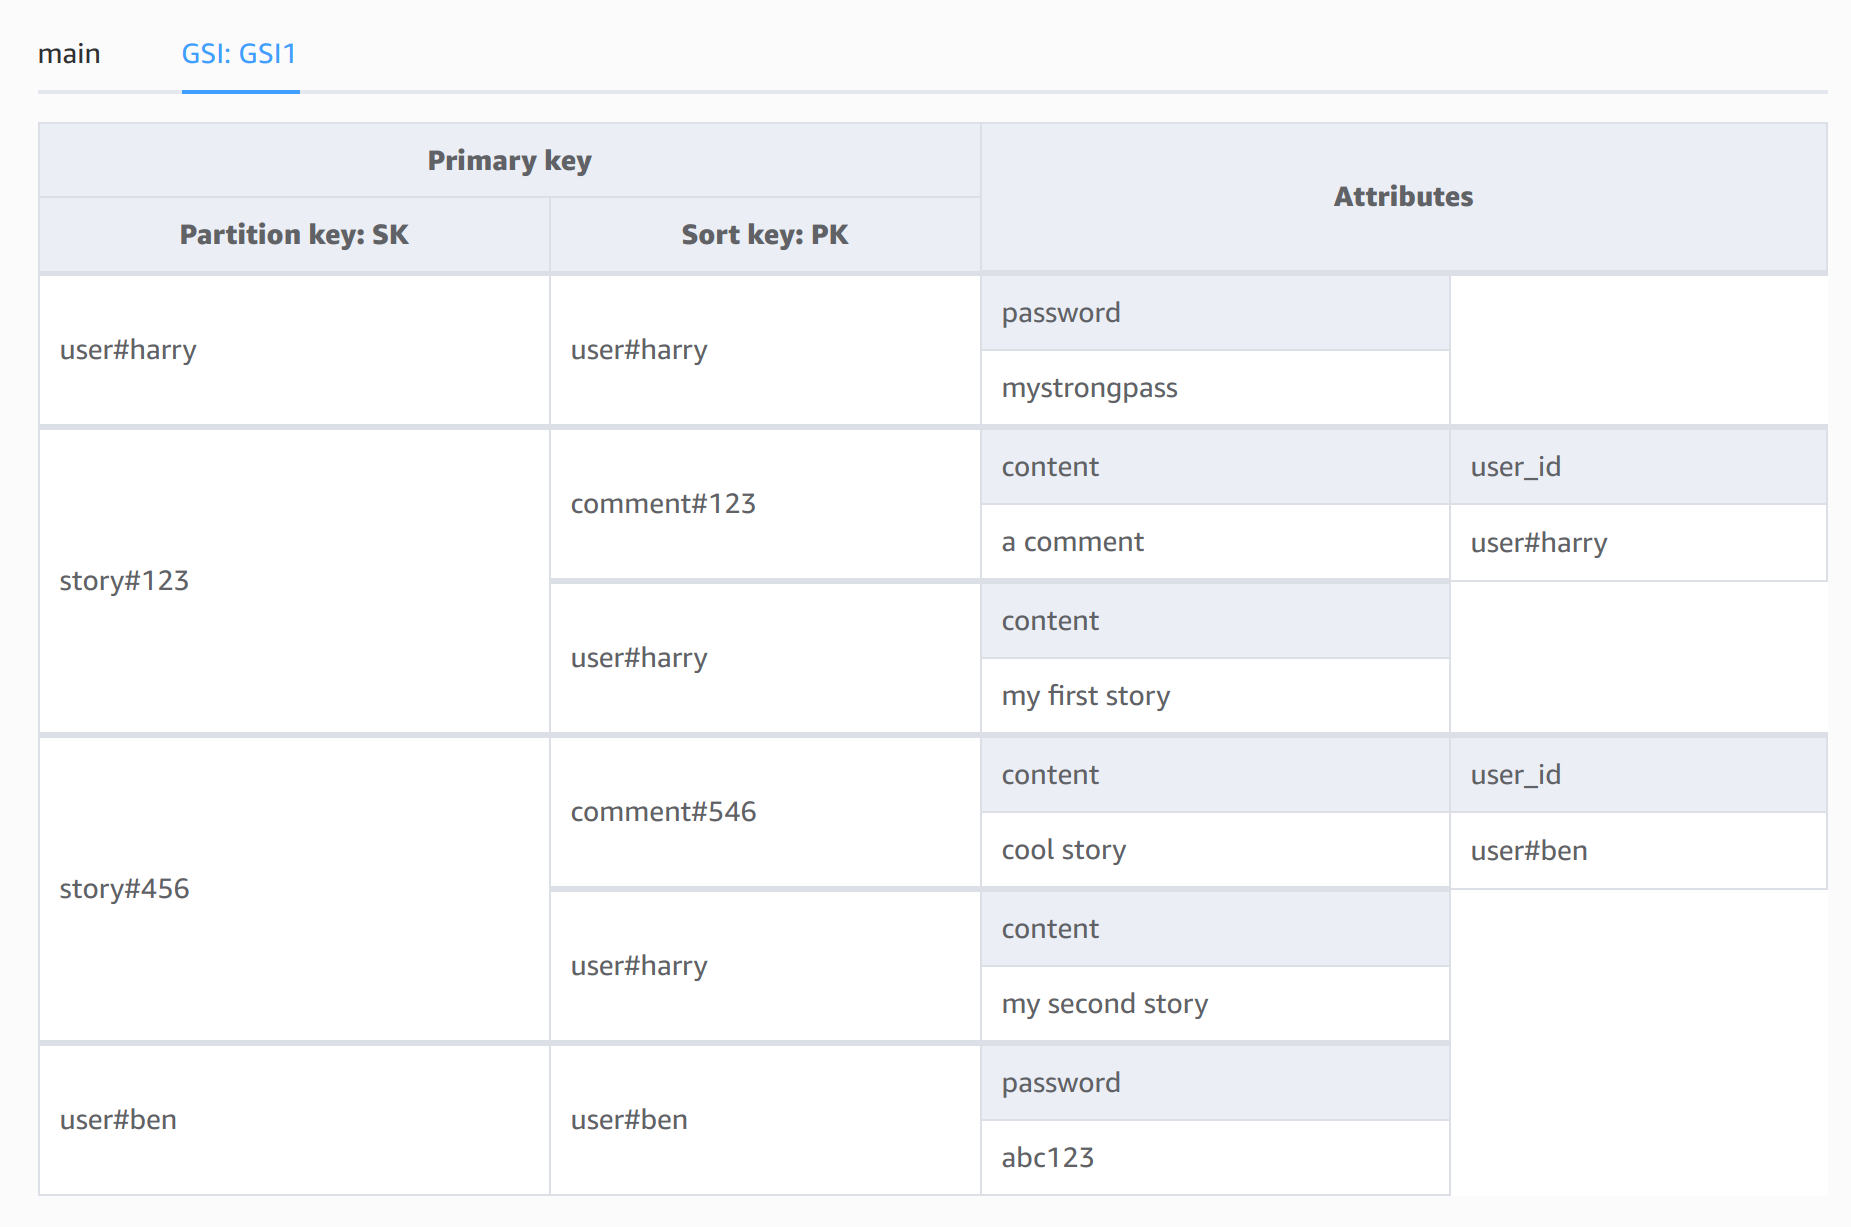 main GSI: GSI1
Primary key Attributes
Partition key: SK Sort key: PK
user#harry user#harry password
mystrongpass
story#123 comment#123 content user_id
a comment user#harry
user#harry content
my first story
story#456 comment#546 content user_id
cool story user#ben
user#harry content
my second story
user#ben user#ben password
abc123